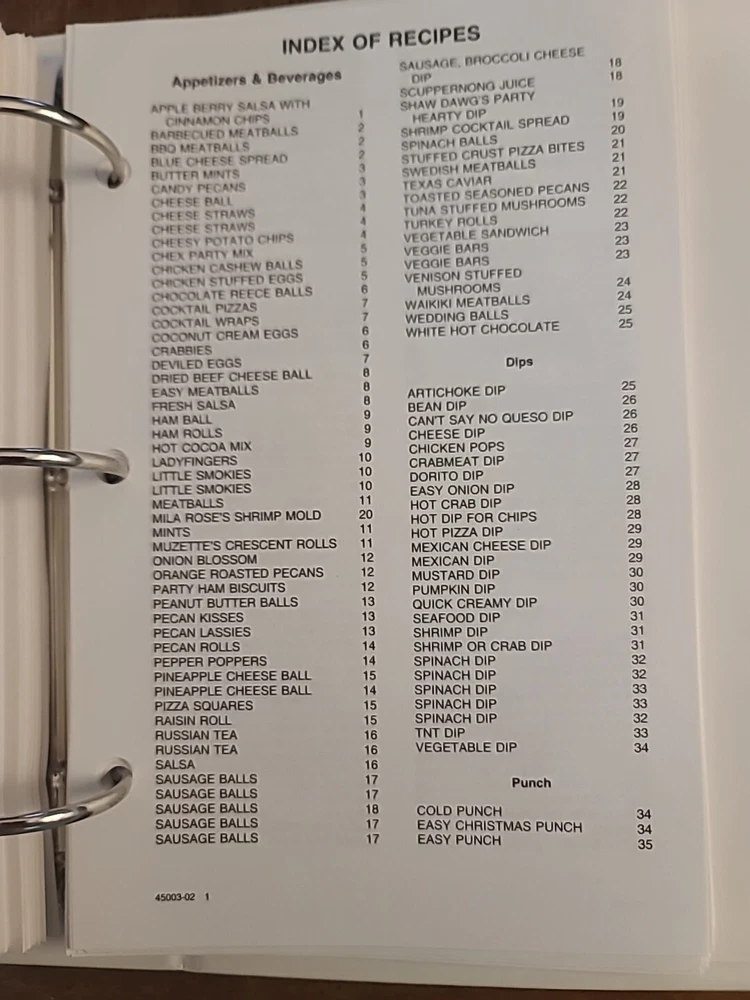 INDEX OF RECIPES
Appetizers & Beverages
APPLE BERRY SALSA WITH
CINNAMON CHIPS 1
BARBECUED MEATBALLS 2
BBQ MEATBALLS 2
BLUE CHEESE SPREAD 2
BUTTER MINTS 3
CANDY PECANS 3
CHEESE BALL 3
CHEESE STRAWS 4
CHEESE STRAWS 4
CHEESY POTATO CHIPS 4
CHEX PARTY MIX 5
CHICKEN CASHEW BALLS 5
CHICKEN STUFFED EGGS 5
CHOCOLATE REECE BALLS 6
COCKTAIL PIZZAS 7
COCKTAIL WRAPS 7
COCONUT CREAM EGGS 6
CRABBIES 6
DEVILED EGGS 7
DRIED BEEF CHEESE BALL 8
EASY MEATBALLS 8
FRESH SALSA 8
HAM BALL 9
HAM ROLLS 9
HOT COCOA MIX 9
LADYFINGERS 10
LITTLE SMOKIES 10
LITTLE SMOKIES 10
MEATBALLS 11
MILA ROSE'S SHRIMP MOLD 20
MINTS 11
MUZETTE'S CRESCENT ROLLS 11
ONION BLOSSOM 12
ORANGE ROASTED PECANS 12
PARTY HAM BISCUITS 12
PEANUT BUTTER BALLS 13
PECAN KISSES 13
PECAN LASSIES 13
PECAN ROLLS 14
PEPPER POPPERS 14
PINEAPPLE CHEESE BALL 15
PINEAPPLE CHEESE BALL 14
PIZZA SQUARES 15
RAISIN ROLL 15
RUSSIAN TEA 16
RUSSIAN TEA 16
SALSA 16
SAUSAGE BALLS 17
SAUSAGE BALLS 17
SAUSAGE BALLS 18
SAUSAGE BALLS 17
SAUSAGE BALLS 17
SAUSAGE, BROCCOLI CHEESE
DIP 18
SCUPPERNONG JUICE 18
SHAW DAWG'S PARTY
HEARTY DIP 19
SHRIMP COCKTAIL SPREAD 19
SPINACH BALLS 20
STUFFED CRUST PIZZA BITES 21
SWEDISH MEATBALLS 21
TEXAS CAVIAR 21
TOASTED SEASONED PECANS 22
TUNA STUFFED MUSHROOMS 22
TURKEY ROLLS 22
VEGETABLE SANDWICH 23
VEGGIE BARS 23
VEGGIE BARS 23
VENISON STUFFED
MUSHROOMS 24
WAIKIKI MEATBALLS 24
WEDDING BALLS 25
WHITE HOT CHOCOLATE 25
Dips
ARTICHOKE DIP 25
BEAN DIP 26
CAN'T SAY NO QUESO DIP 26
CHEESE DIP 26
CHICKEN POPS 27
CRABMEAT DIP 27
DORITO DIP 27
EASY ONION DIP 28
HOT CRAB DIP 28
HOT DIP FOR CHIPS 28
HOT PIZZA DIP 29
MEXICAN CHEESE DIP 29
MEXICAN DIP 29
MUSTARD DIP 30
PUMPKIN DIP 30
QUICK CREAMY DIP 30
SEAFOOD DIP 31
SHRIMP DIP 31
SHRIMP OR CRAB DIP 31
SPINACH DIP 32
SPINACH DIP 32
SPINACH DIP 33
SPINACH DIP 33
SPINACH DIP 32
TNT DIP 33
VEGETABLE DIP 34
Punch
COLD PUNCH 34
EASY CHRISTMAS PUNCH 34
EASY PUNCH 35
45003-02 1